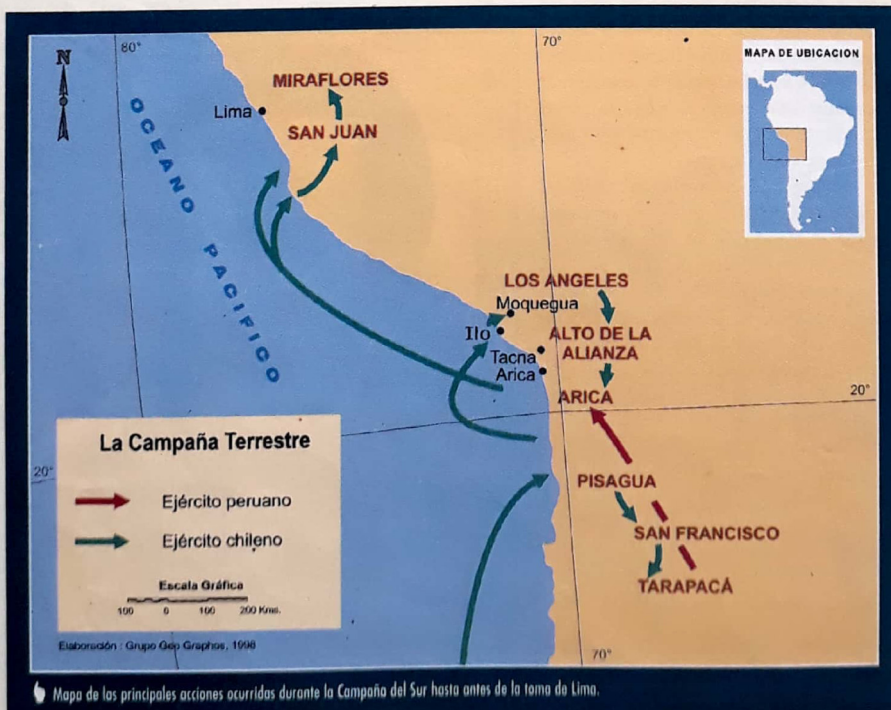 80°
70°
N
MAPA DE UBICACION
MIRAFLORES
Lima
SAN JUAN
OCEANO PACIFICO
LOS ANGELES
Moquegua
Ilo
ALTO DE LA
ALIANZA
Tacna
Arica
ARICA
20°
20°
PISAGUA
SAN FRANCISCO
TARAPACÁ
70°
La Campaña Terrestre
Ejército peruano
Ejército chileno
Escala Gráfica
100 0 100 200 Kms.
Elaboración : Grupo Geo Graphos, 1998
Mapa de las principales acciones ocurridas durante la Campaña del Sur hasta antes de la toma de Lima.